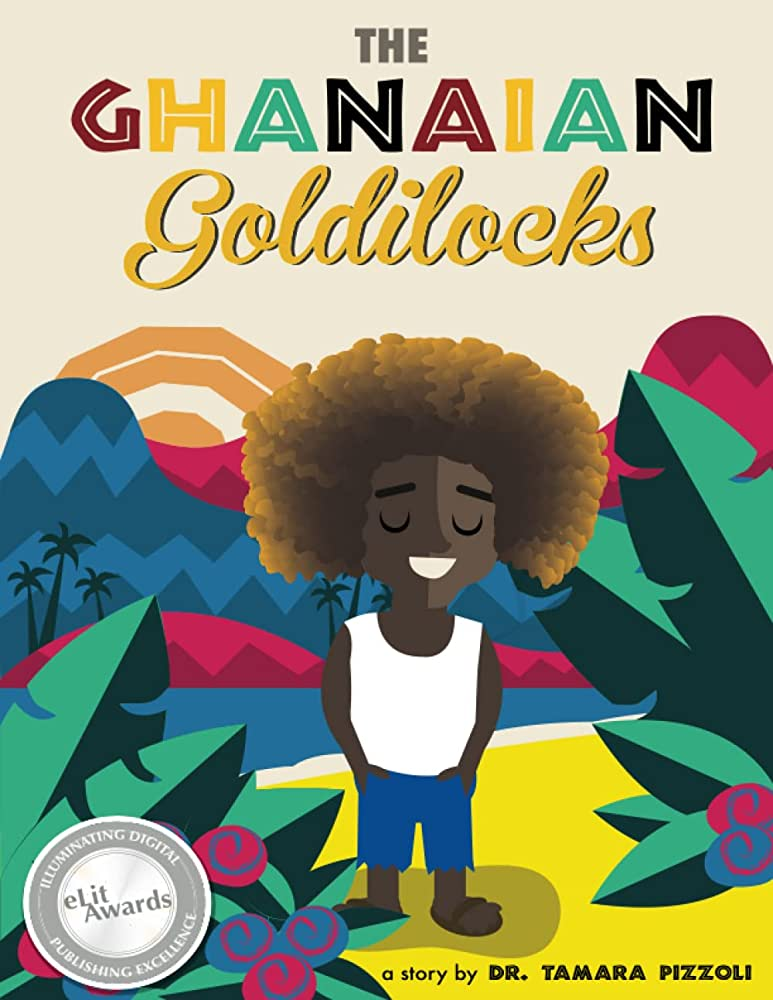 THE
GHANAIAN
Goldilocks
ILLUMINATING DIGITAL
eLit
Awards
PUBLISHING EXCELLENCE
a story by DR. TAMARA PIZZOLI